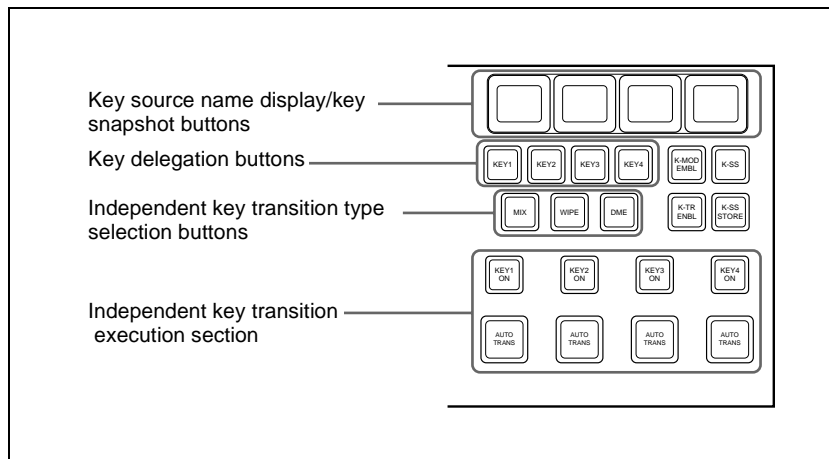 Key source name display/key
snapshot buttons
Key delegation buttons
KEY1 KEY2 KEY3 KEY4 K-MOD
EMBL K-SS
Independent key transition type
selection buttons
MIX WIPE DME K-TR
ENBL K-SS
STORE
KEY1
ON KEY2
ON KEY3
ON KEY4
ON
Independent key transition
execution section
AUTO
TRANS AUTO
TRANS AUTO
TRANS AUTO
TRANS